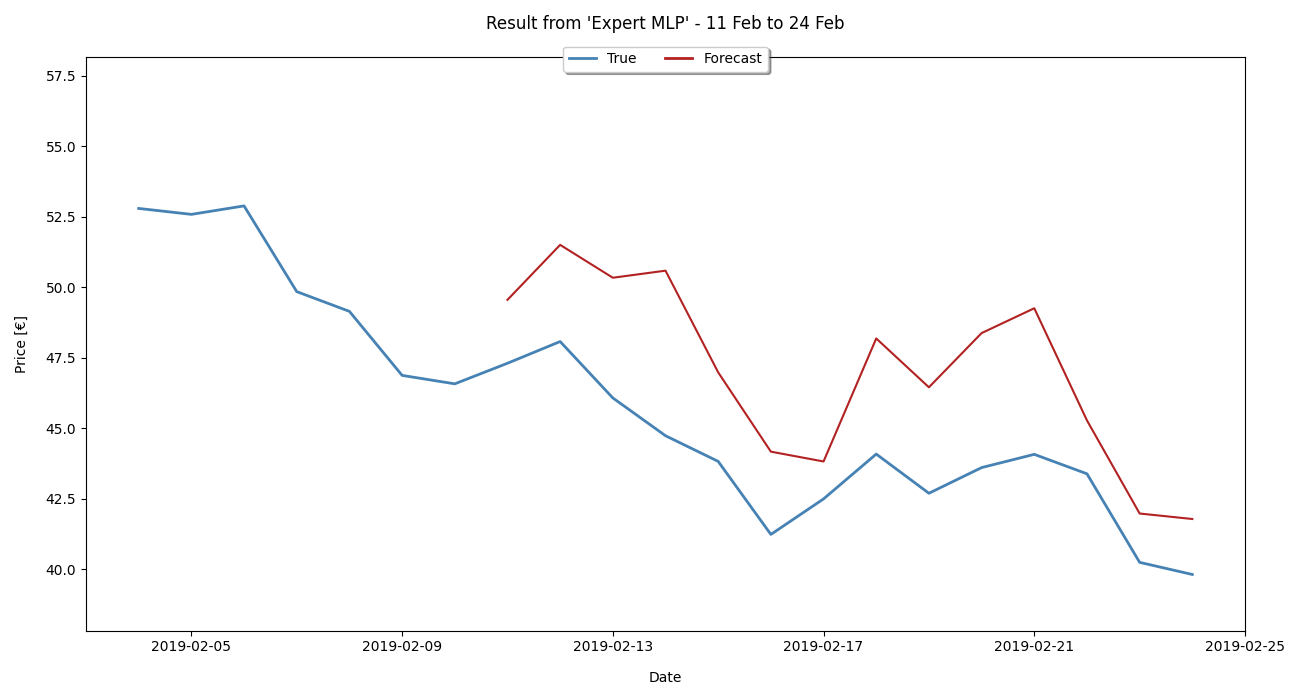 Result from 'Expert MLP' - 11 Feb to 24 Feb
True Forecast
57.5
55.0
52.5
50.0
47.5
45.0
42.5
40.0
Price [€]
2019-02-05 2019-02-09 2019-02-13 2019-02-17 2019-02-21 2019-02-25
Date